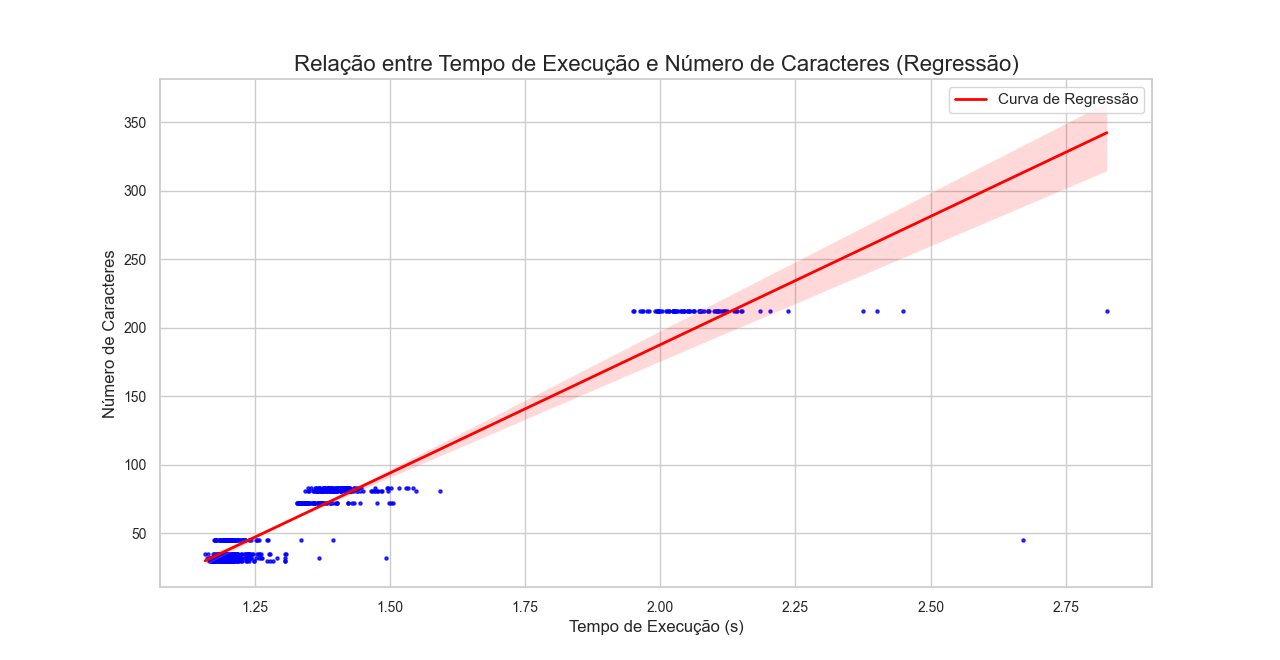 Relação entre Tempo de Execução e Número de Caracteres (Regressão)
Curva de Regressão
Número de Caracteres
350
300
250
200
150
100
50
1.25 1.50 1.75 2.00 2.25 2.50 2.75
Tempo de Execução (s)